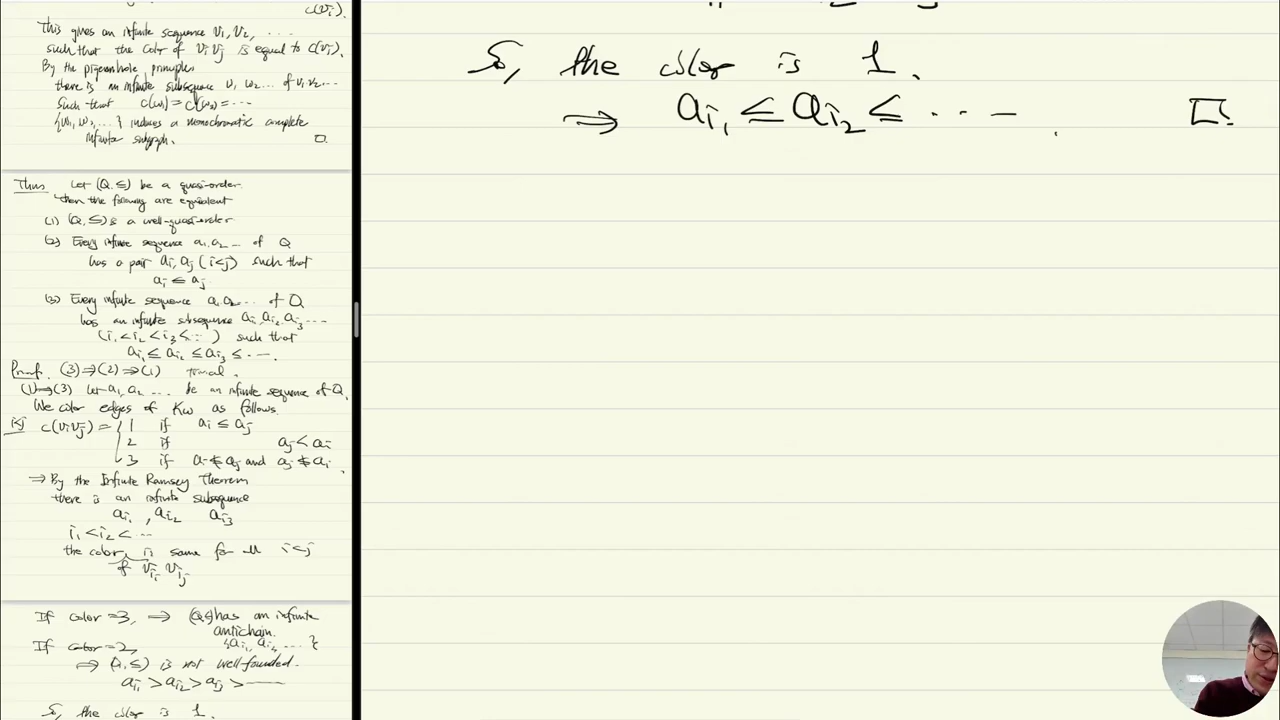 c(vi).
This gives an infinite sequence v1, v2, ....
such that the color of vi vj is equal to c(vi).
By the pigeonhole principle
there is an infinite subsequence w1 w2... of v1 v2...
such that c(w1) = c(w2) = ...
{w1, w2, ...} induces a monochromatic complete
infinite subgraph. □
Let (Q, ≤) be a quasi-order
then the following are equivalent
(1) (Q, ≤) is a well-quasi-order
(2) Every infinite sequence a1, a2 ... of Q
has a pair ai, aj (i<j) such that
ai ≤ aj
(3) Every infinite sequence a1 a2 ... of Q
has an infinite subsequence ai1, ai2, ai3 ...
(i1 < i2 < i3 < ...) such that
ai1 ≤ ai2 ≤ ai3 ≤ ....
Proof. (3) ⇒ (2) ⇒ (1) trivial.
(1) ⇒ (3) Let a1, a2 .... be an infinite sequence of Q.
We color edges of Kω as follows.
i<j c(vi vj) = { 1 if ai ≤ aj
2 if aj < ai
3 if ai ≰ aj and aj ≰ ai.
⇒ By the Infinite Ramsey Theorem
there is an infinite subsequence
ai1, ai2 ai3
i1 < i2 < ...
the color is same for all i<j
of vii vij
If color = 3, ⇒ (Q, ≤) has an infinite
antichain.
If color = 2, {ai1, ai2, ....}
⇒ (Q, ≤) is not well-founded.
ai1 > ai2 > ai3 > ......
So, the color is 1.
So, the color is 1.
⇒ ai1 ≤ ai2 ≤ ... . □